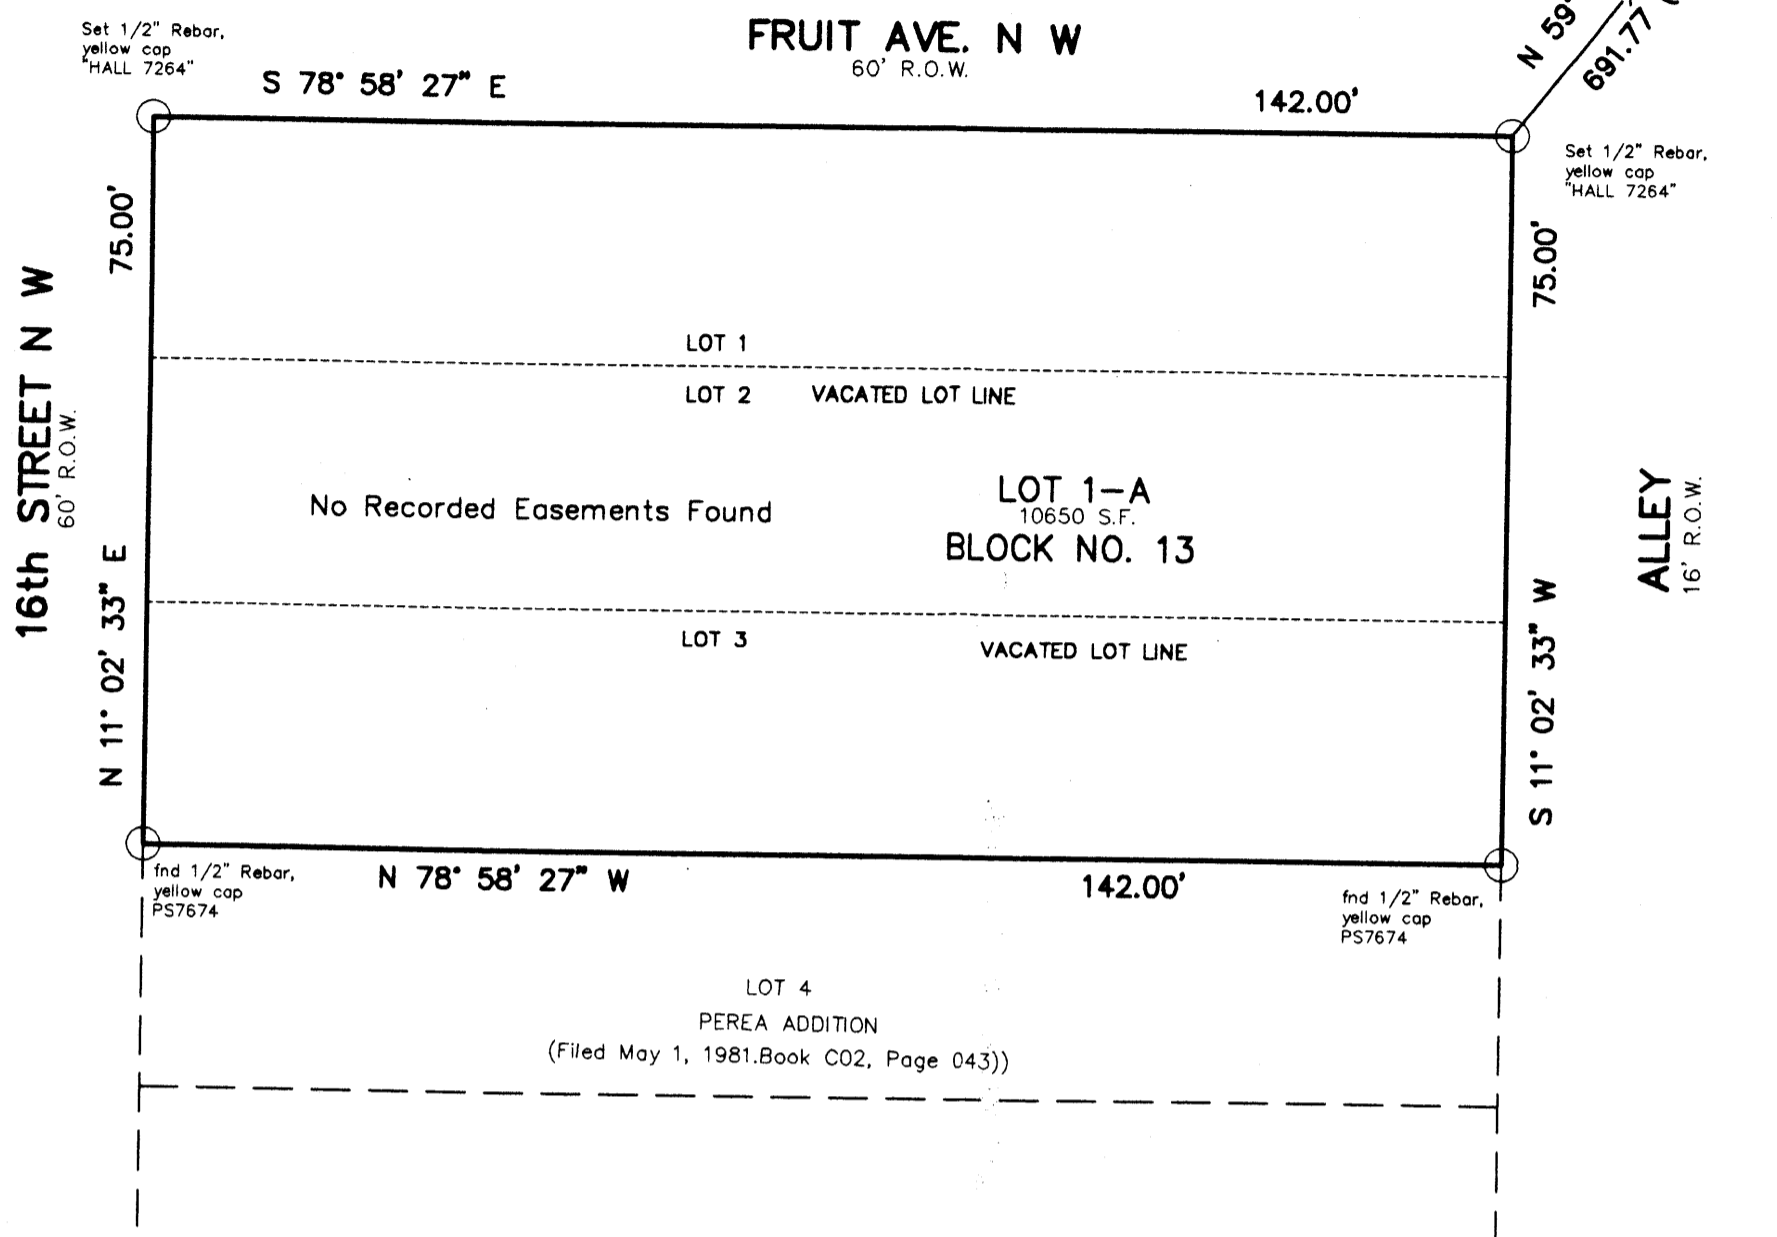 Set 1/2" Rebar,
yellow cap
"HALL 7264"
FRUIT AVE. N W
60' R.O.W.
S 78° 58' 27" E
142.00'
N 59°
691.77
Set 1/2" Rebar,
yellow cap
"HALL 7264"
75.00'
75.00'
16th STREET N W
60' R.O.W.
N 11° 02' 33" E
LOT 1
LOT 2 VACATED LOT LINE
No Recorded Easements Found
LOT 1-A
10650 S.F.
BLOCK NO. 13
ALLEY
16' R.O.W.
S 11° 02' 33" W
LOT 3 VACATED LOT LINE
fnd 1/2" Rebar,
yellow cap
PS7674
N 78° 58' 27" W
142.00'
fnd 1/2" Rebar,
yellow cap
PS7674
LOT 4
PEREA ADDITION
(Filed May 1, 1981.Book C02, Page 043))